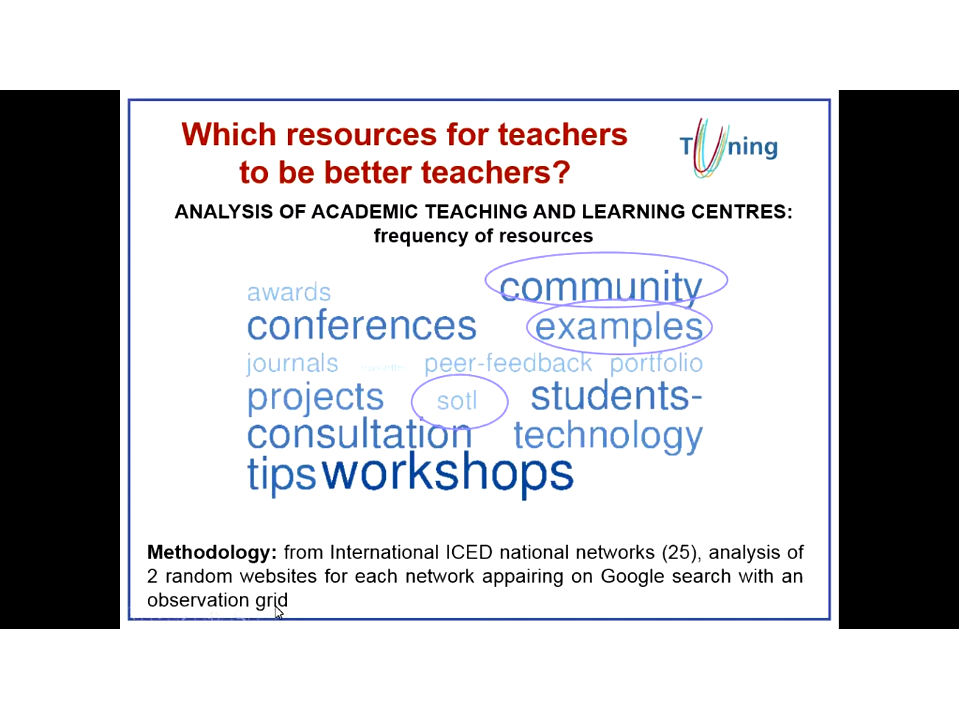 Which resources for teachers
to be better teachers?
TUning
ANALYSIS OF ACADEMIC TEACHING AND LEARNING CENTRES:
frequency of resources
awards community
conferences examples
journals peer-feedback portfolio
projects sotl students-
consultation technology
tips workshops
Methodology: from International ICED national networks (25), analysis of
2 random websites for each network appairing on Google search with an
observation grid